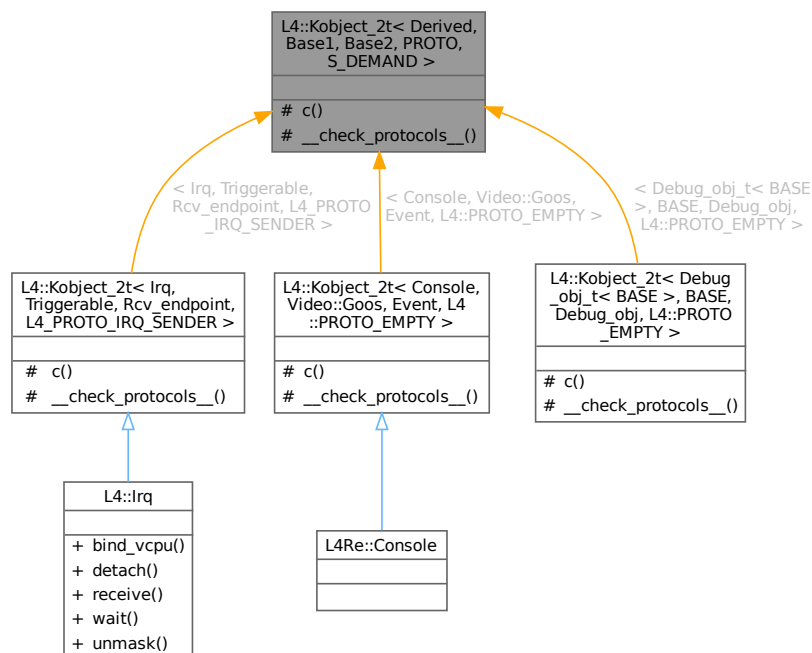 L4::Kobject_2t< Derived,
Base1, Base2, PROTO,
S_DEMAND >
# c()
# __check_protocols__()
< Irq, Triggerable,
Rcv_endpoint, L4_PROTO
_IRQ_SENDER >
< Console, Video::Goos,
Event, L4::PROTO_EMPTY >
< Debug_obj_t< BASE
>, BASE, Debug_obj,
L4::PROTO_EMPTY >
L4::Kobject_2t< Irq,
Triggerable, Rcv_endpoint,
L4_PROTO_IRQ_SENDER >
# c()
# __check_protocols__()
L4::Kobject_2t< Console,
Video::Goos, Event, L4
::PROTO_EMPTY >
# c()
# __check_protocols__()
L4::Kobject_2t< Debug
_obj_t< BASE >, BASE,
Debug_obj, L4::PROTO
_EMPTY >
# c()
# __check_protocols__()
L4::Irq
+ bind_vcpu()
+ detach()
+ receive()
+ wait()
+ unmask()
L4Re::Console